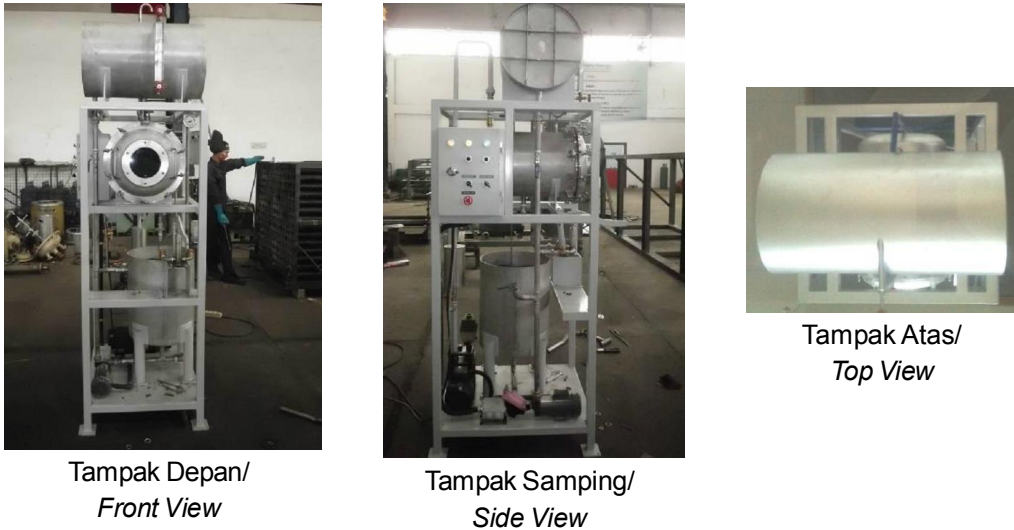 Tampak Depan/
Front View
Tampak Samping/
Side View
Tampak Atas/
Top View